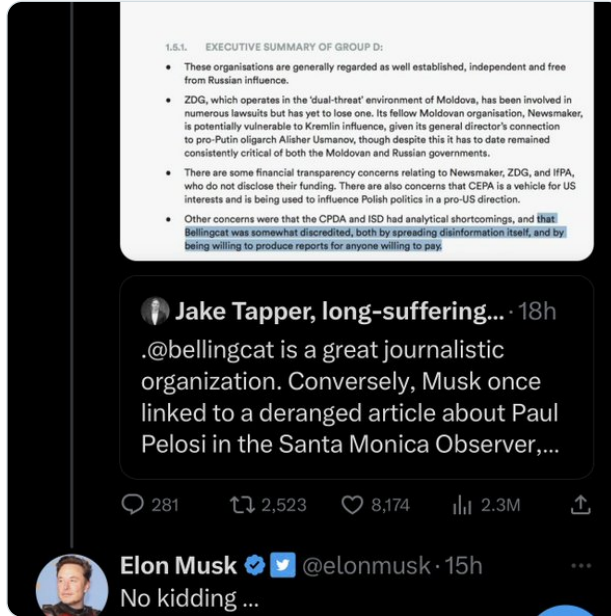 1.5.1. EXECUTIVE SUMMARY OF GROUP D:
• These organisations are generally regarded as well established, independent and free
from Russian influence.
• ZDG, which operates in the 'dual-threat' environment of Moldova, has been involved in
numerous lawsuits but has yet to lose one. Its fellow Moldovan organisation, Newsmaker,
is potentially vulnerable to Kremlin influence, given its general director's connection
to pro-Putin oligarch Alisher Usmanov, though despite this it has to date remained
consistently critical of both the Moldovan and Russian governments.
• There are some financial transparency concerns relating to Newsmaker, ZDG, and IfPA,
who do not disclose their funding. There are also concerns that CEPA is a vehicle for US
interests and is being used to influence Polish politics in a pro-US direction.
• Other concerns were that the CPDA and ISD had analytical shortcomings, and that
Bellingcat was somewhat discredited, both by spreading disinformation itself, and by
being willing to produce reports for anyone willing to pay.
Jake Tapper, long-suffering... · 18h
.@bellingcat is a great journalistic
organization. Conversely, Musk once
linked to a deranged article about Paul
Pelosi in the Santa Monica Observer,...
281 2,523 8,174 2.3M
Elon Musk @elonmusk · 15h
No kidding ...